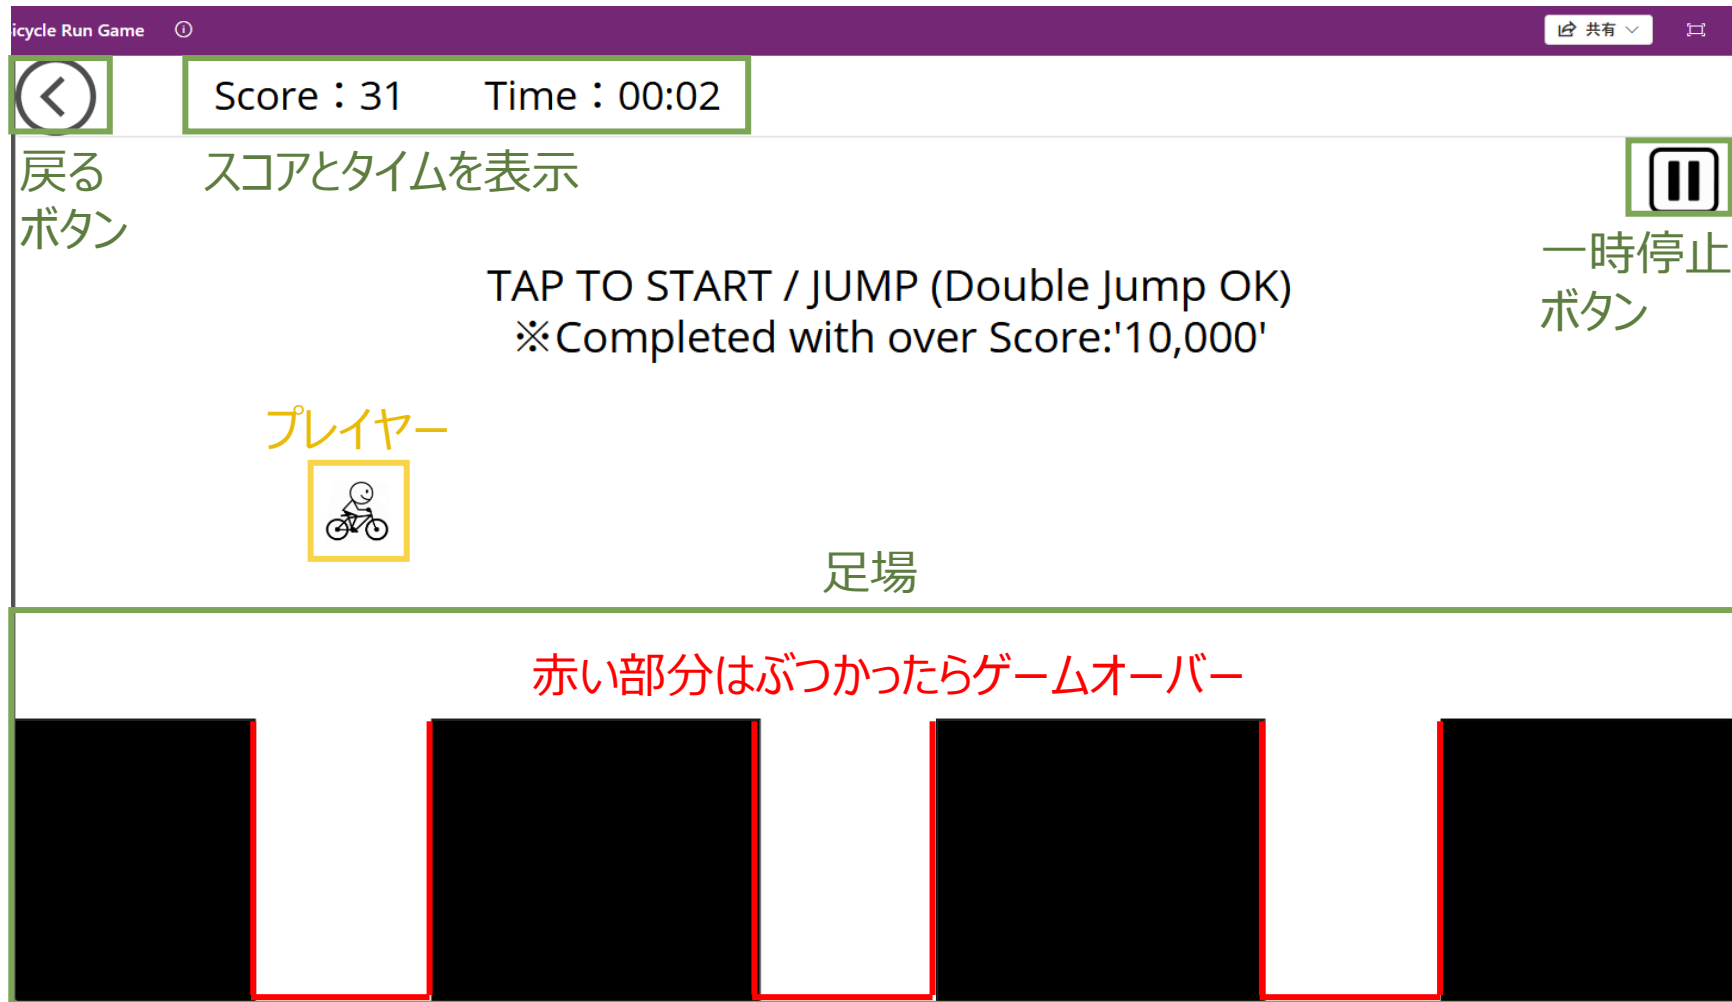 icycle Run Game
共有
Score：31 Time：00:02
戻る
ボタン
スコアとタイムを表示
一時停止
ボタン
TAP TO START / JUMP (Double Jump OK)
※Completed with over Score:'10,000'
プレイヤー
足場
赤い部分はぶつかったらゲームオーバー